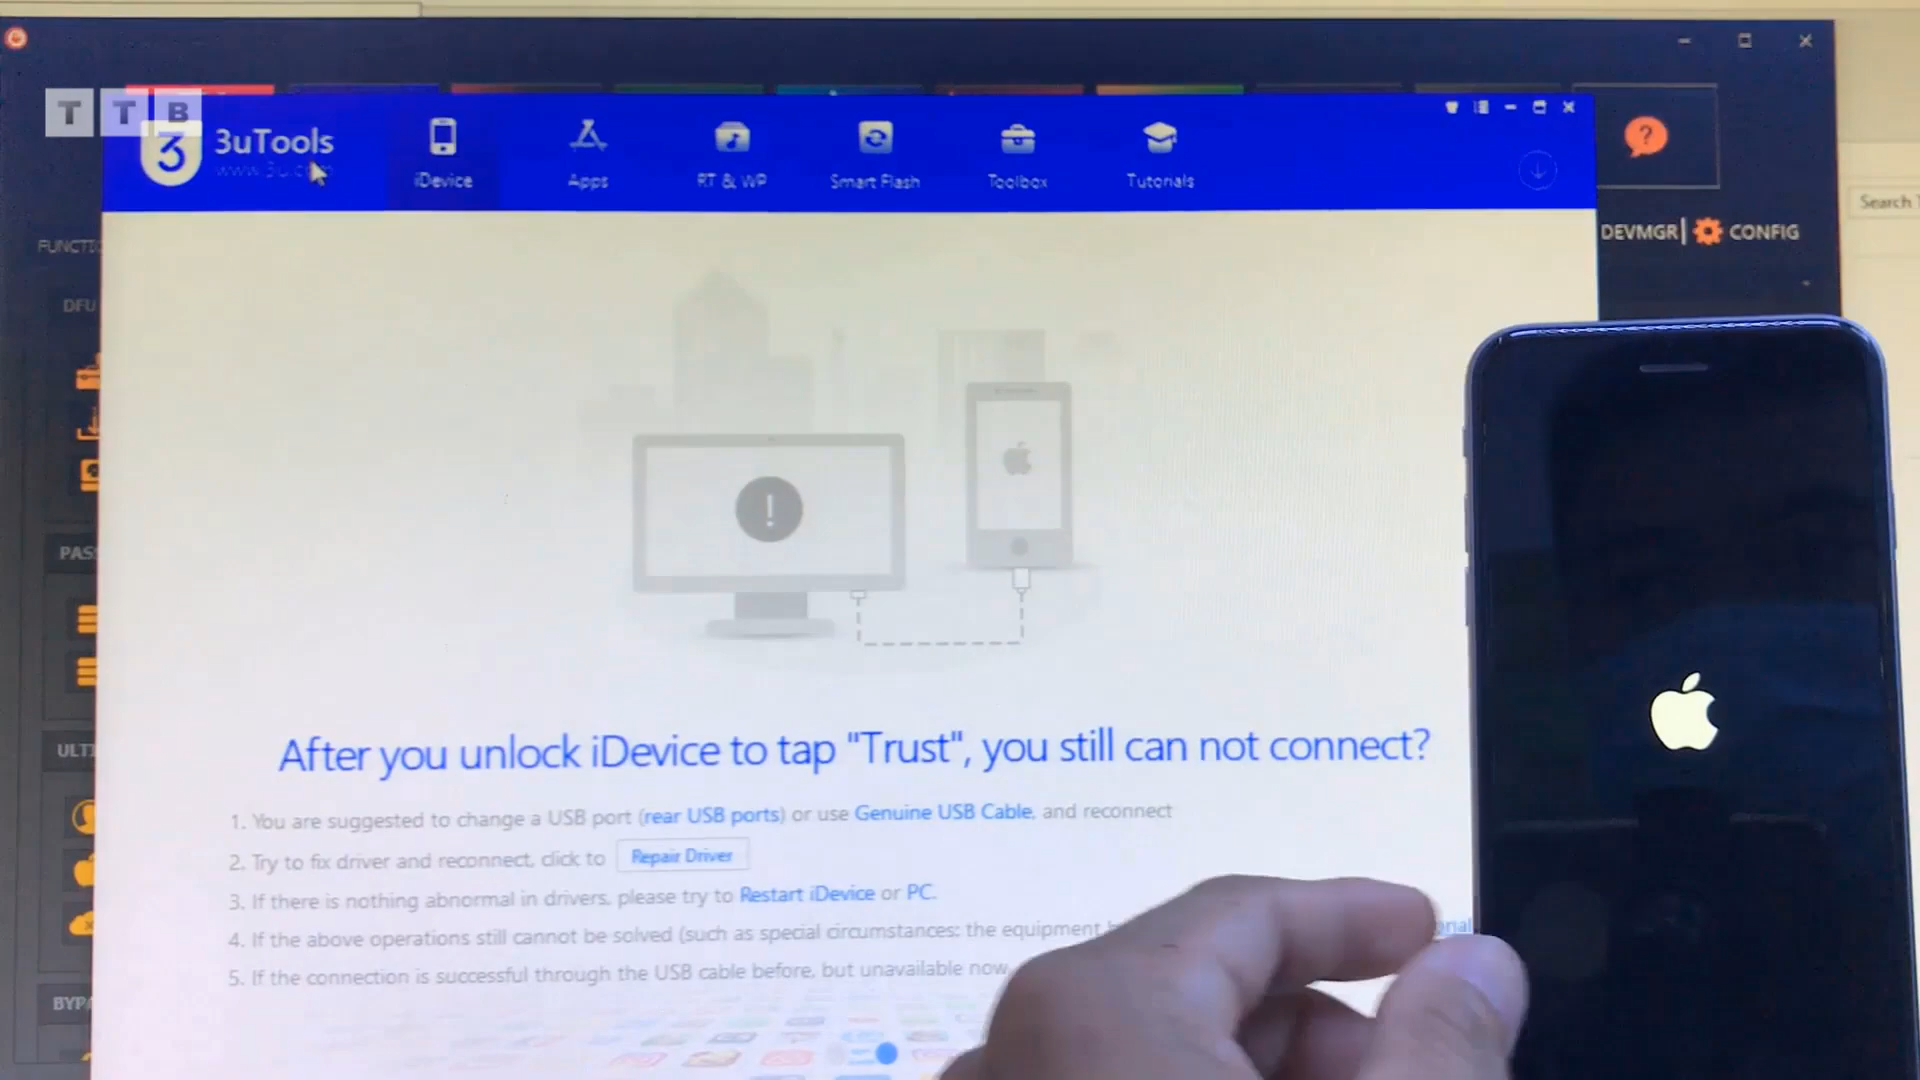 TTB
3uTools
iDevice
Apps
RT & WP
Smart Flash
Toolbox
Tutorials
Search
DEVMGR
CONFIG
DFU
After you unlock iDevice to tap "Trust", you still can not connect?
1. You are suggested to change a USB port (rear USB ports) or use Genuine USB Cable, and reconnect
2. Try to fix driver and reconnect, click to Repair Driver
3. If there is nothing abnormal in drivers, please try to Restart iDevice or PC.
4. If the above operations still cannot be solved (such as special circumstances: the equipment
5. If the connection is successful through the USB cable before, but unavailable now